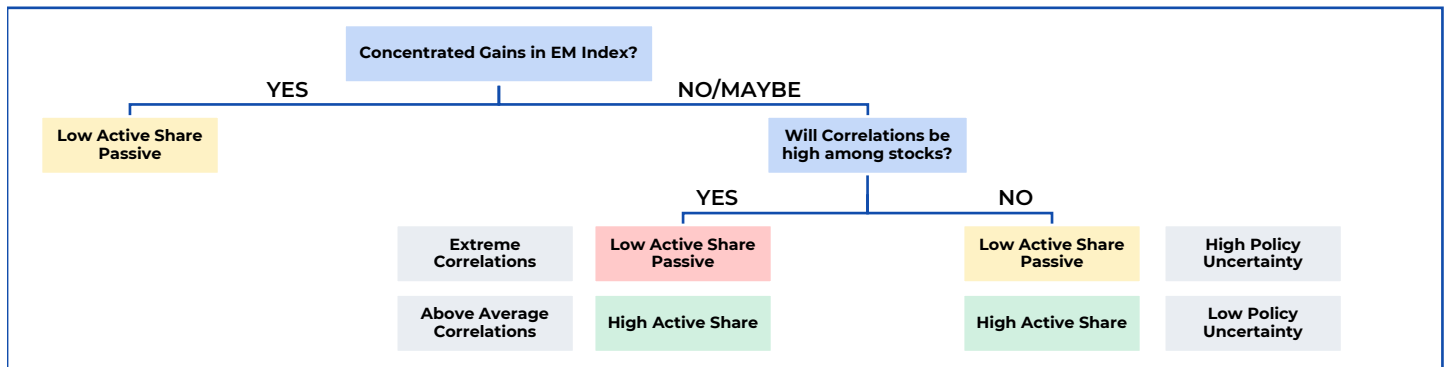 Concentrated Gains in EM Index?
YES
NO/MAYBE
Low Active Share
Passive
Will Correlations be
high among stocks?
YES
NO
Extreme
Correlations
Low Active Share
Passive
Low Active Share
Passive
High Policy
Uncertainty
Above Average
Correlations
High Active Share
High Active Share
Low Policy
Uncertainty